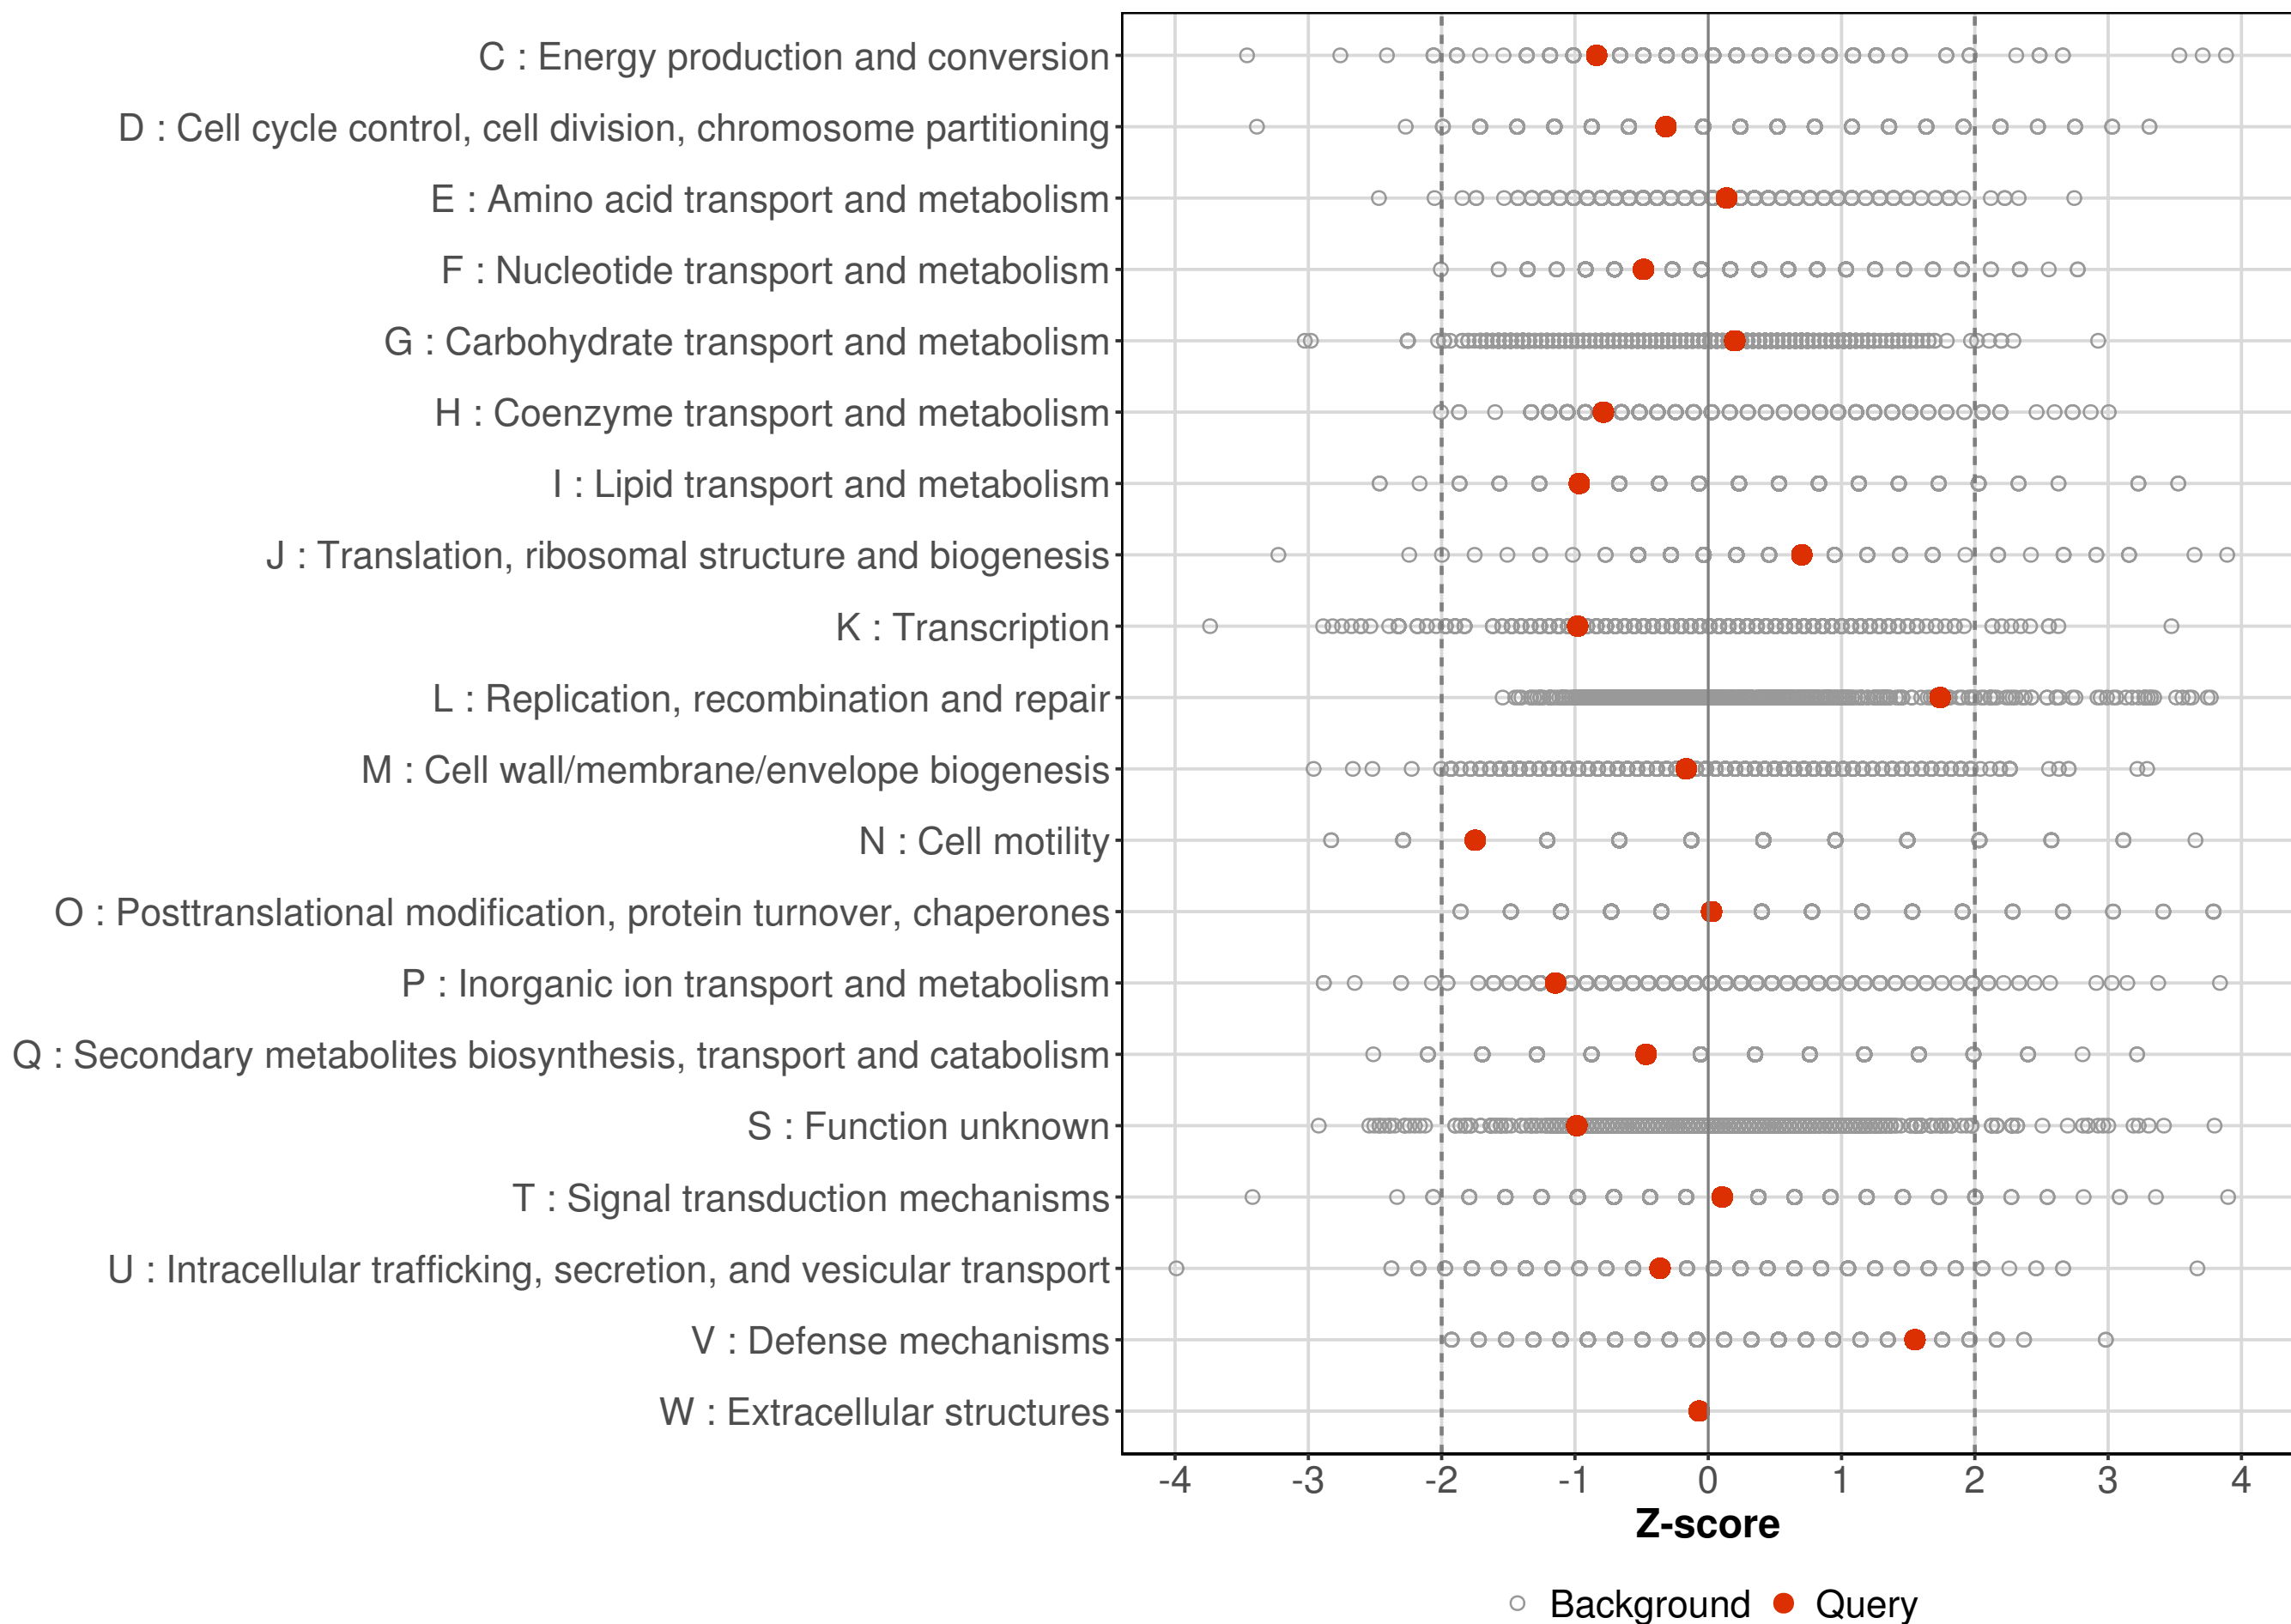 C : Energy production and conversion
D : Cell cycle control, cell division, chromosome partitioning
E : Amino acid transport and metabolism
F : Nucleotide transport and metabolism
G : Carbohydrate transport and metabolism
H : Coenzyme transport and metabolism
I : Lipid transport and metabolism
J : Translation, ribosomal structure and biogenesis
K : Transcription
L : Replication, recombination and repair
M : Cell wall/membrane/envelope biogenesis
N : Cell motility
O : Posttranslational modification, protein turnover, chaperones
P : Inorganic ion transport and metabolism
Q : Secondary metabolites biosynthesis, transport and catabolism
S : Function unknown
T : Signal transduction mechanisms
U : Intracellular trafficking, secretion, and vesicular transport
V : Defense mechanisms
W : Extracellular structures
-4 -3 -2 -1 0 1 2 3 4
Z-score
Background Query